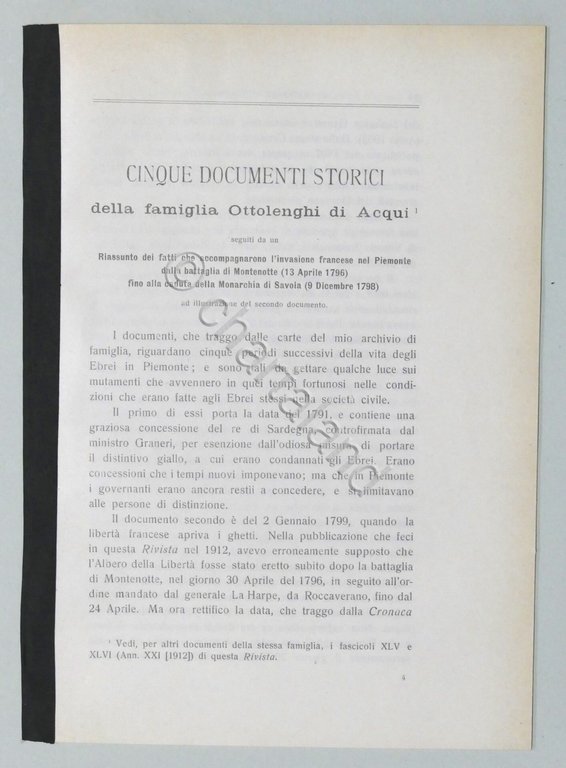 CINQUE DOCUMENTI STORICI
della famiglia Ottolenghi di Acqui ¹
seguiti da un
Riassunto dei fatti che accompagnarono l'invasione francese nel Piemonte
dalla battaglia di Montenotte (13 Aprile 1796)
fino alla caduta della Monarchia di Savoia (9 Dicembre 1798)
ad illustrazione del secondo documento.
I documenti, che traggo dalle carte del mio archivio di
famiglia, riguardano cinque periodi successivi della vita degli
Ebrei in Piemonte; e sono tali da gettare qualche luce sui
mutamenti che avvennero in quei tempi fortunosi nelle condi-
zioni che erano fatte agli Ebrei stessi nella società civile.
Il primo di essi porta la data del 1791, e contiene una
graziosa concessione del re di Sardegna, controfirmata dal
ministro Graneri, per esenzione dall'odiosa misura di portare
il distintivo giallo, a cui erano condannati gli Ebrei. Erano
concessioni che i tempi nuovi imponevano; ma che in Piemonte
i governanti erano ancora restii a concedere, e si limitavano
alle persone di distinzione.
Il documento secondo è del 2 Gennaio 1799, quando la
libertà francese apriva i ghetti. Nella pubblicazione che feci
in questa Rivista nel 1912, avevo erroneamente supposto che
l'Albero della Libertà fosse stato eretto subito dopo la battaglia
di Montenotte, nel giorno 30 Aprile del 1796, in seguito all'or-
dine mandato dal generale La Harpe, da Roccaverano, fino dal
24 Aprile. Ma ora rettifico la data, che traggo dalla Cronaca
¹ Vedi, per altri documenti della stessa famiglia, i fascicoli XLV e
XLVI (Ann. XXI [1912]) di questa Rivista.
4
© chartaland